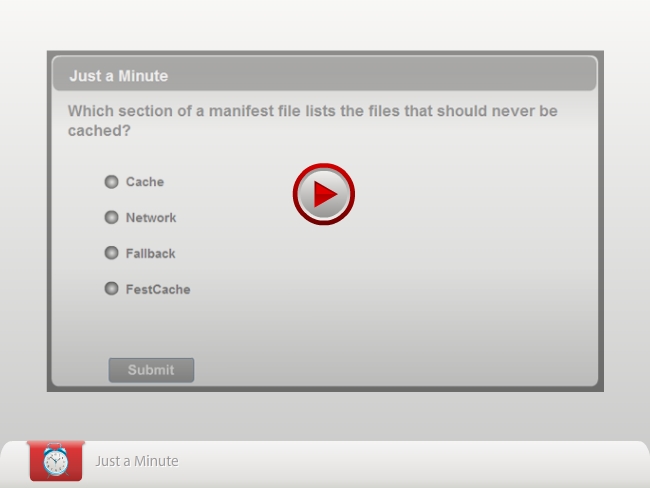 Just a Minute
Which section of a manifest file lists the files that should never be
cached?
Cache
Network
Fallback
FestCache
Submit
Just a Minute